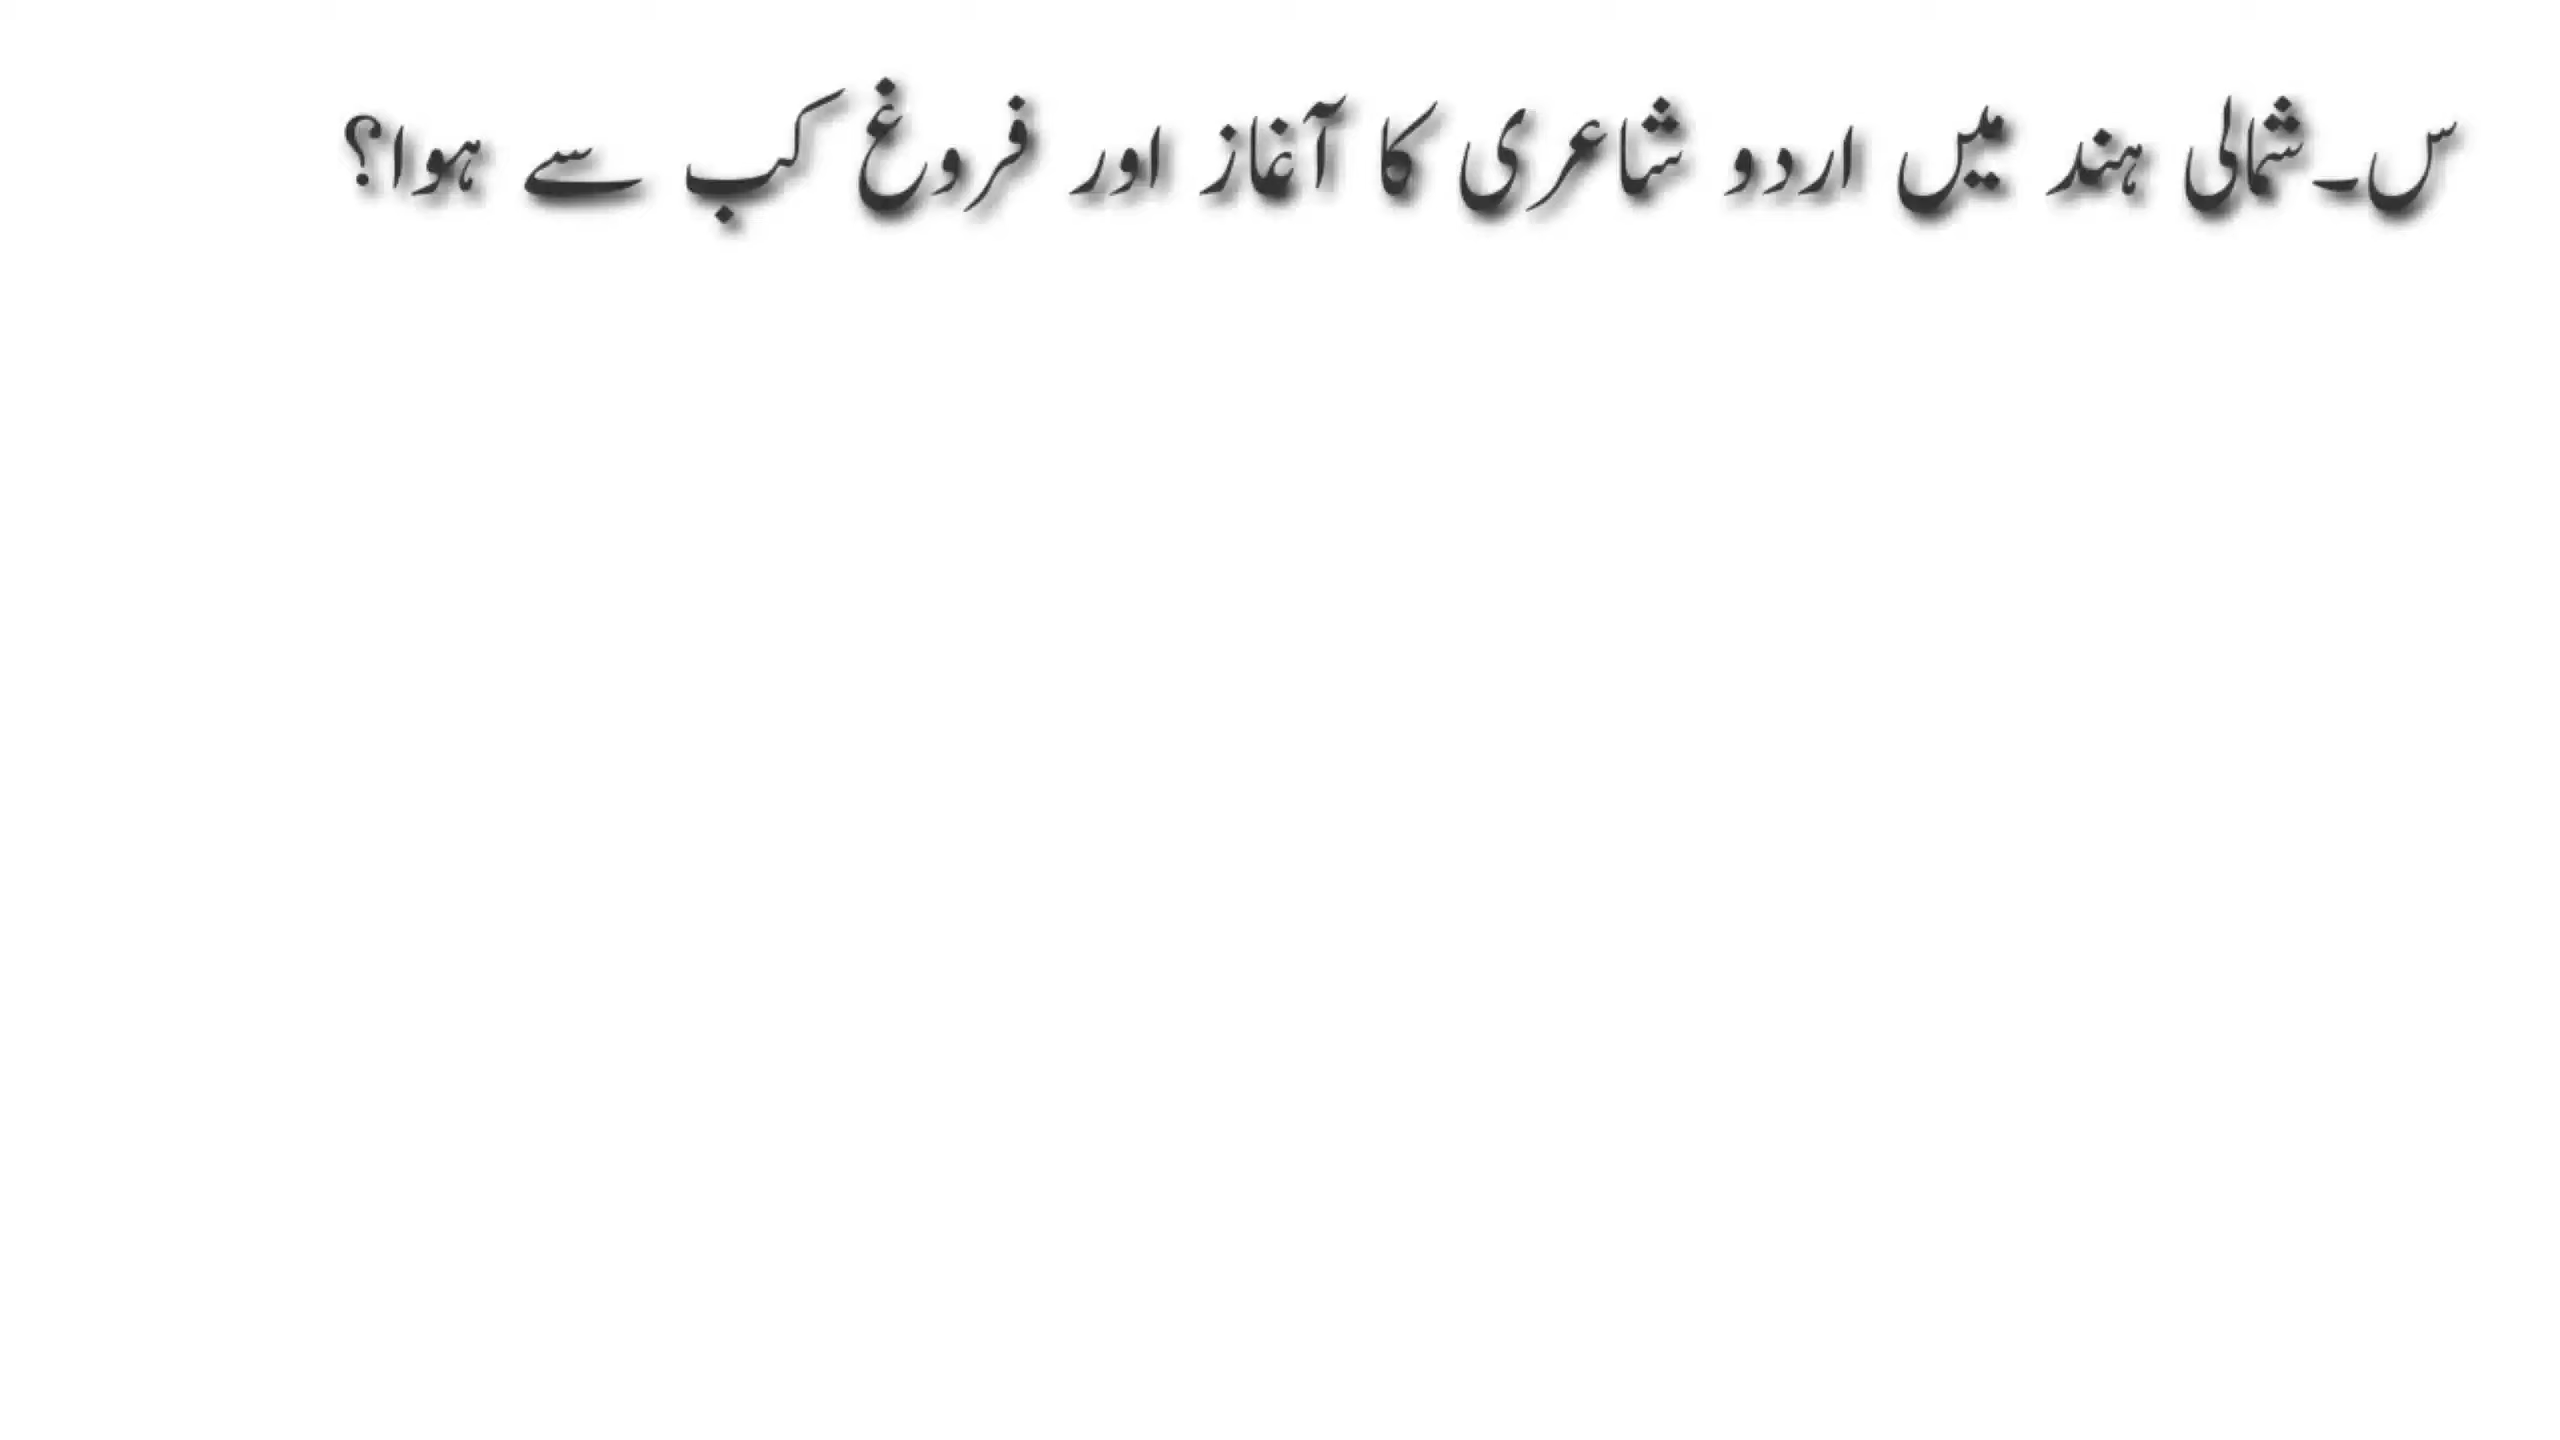 س۔شمالی ہند میں اردو شاعری کا آغاز اور فروغ کب سے ہوا؟